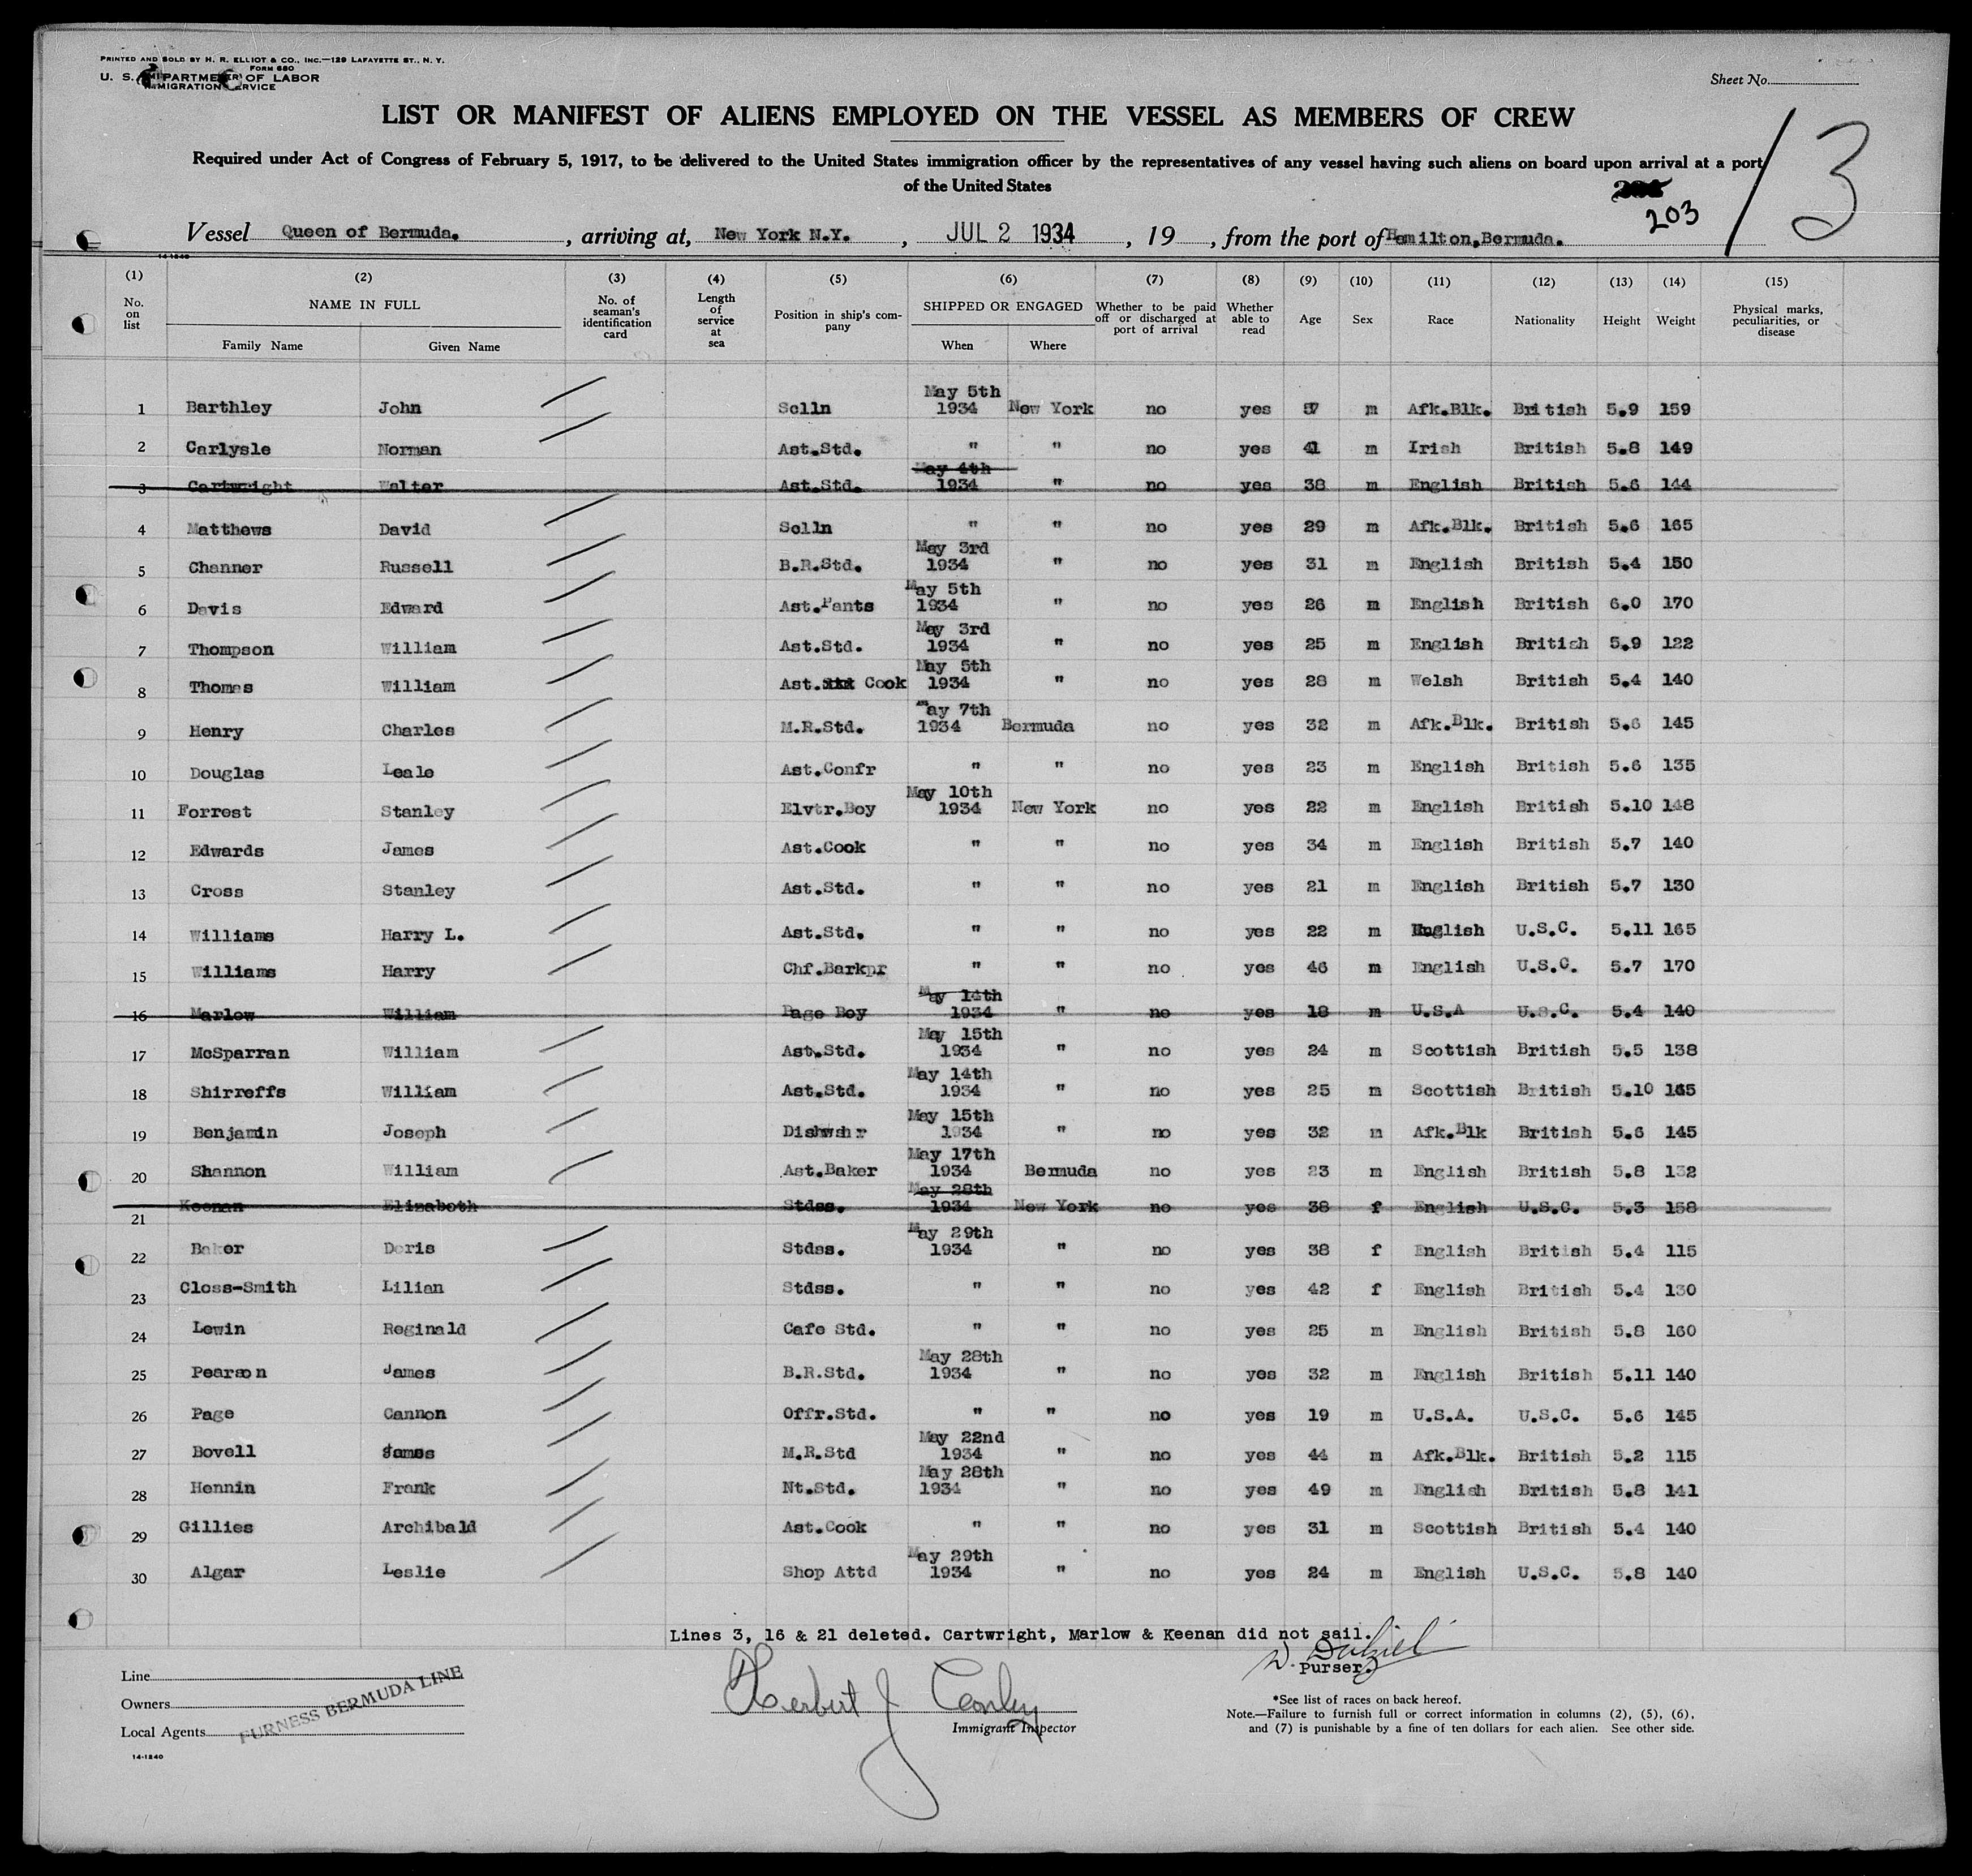 PRINTED AND SOLD BY H. R. ELLIOT & CO., INC.—129 LAFAYETTE ST., N. Y.
FORM 680
U. S. DEPARTMENT OF LABOR
IMMIGRATION SERVICE
Sheet No.
LIST OR MANIFEST OF ALIENS EMPLOYED ON THE VESSEL AS MEMBERS OF CREW
13
Required under Act of Congress of February 5, 1917, to be delivered to the United States immigration officer by the representatives of any vessel having such aliens on board upon arrival at a port
of the United States
203
Vessel Queen of Bermuda. , arriving at, New York N.Y. , JUL 2 1934 , 19 , from the port of Hamilton,Bermuda.
14-1840
(1) (2) (3) (4) (5) (6) (7) (8) (9) (10) (11) (12) (13) (14) (15)
No. on list NAME IN FULL Family Name Given Name No. of seaman's identification card Length of service at sea Position in ship's company SHIPPED OR ENGAGED When Where Whether to be paid off or discharged at port of arrival Whether able to read Age Sex Race Nationality Height Weight Physical marks, peculiarities, or disease
1 Barthley John Sclln May 5th 1934 New York no yes 57 m Afk.Blk. British 5.9 159
2 Carlysle Norman Ast.Std. " " no yes 41 m Irish British 5.8 149
3 Cartwright Walter Ast.Std. May 4th 1934 " no yes 38 m English British 5.6 144
4 Matthews David Sclln " " no yes 29 m Afk.Blk. British 5.6 165
5 Channer Russell B.R.Std. May 3rd 1934 " no yes 31 m English British 5.4 150
6 Davis Edward Ast.Pants May 5th 1934 " no yes 26 m English British 6.0 170
7 Thompson William Ast.Std. May 3rd 1934 " no yes 25 m English British 5.9 122
8 Thomas William Ast. Cook May 5th 1934 " no yes 28 m Welsh British 5.4 140
9 Henry Charles M.R.Std. May 7th 1934 Bermuda no yes 32 m Afk.Blk. British 5.6 145
10 Douglas Leale Ast.Confr " " no yes 23 m English British 5.6 135
11 Forrest Stanley Elvtr.Boy May 10th 1934 New York no yes 22 m English British 5.10 148
12 Edwards James Ast.Cook " " no yes 34 m English British 5.7 140
13 Cross Stanley Ast.Std. " " no yes 21 m English British 5.7 130
14 Williams Harry L. Ast.Std. " " no yes 22 m English U.S.C. 5.11 165
15 Williams Harry Chf.Barkpr " " no yes 46 m English U.S.C. 5.7 170
16 Marlow William Page Boy May 14th 1934 " no yes 18 m U.S.A U.S.C. 5.4 140
17 McSparran William Ast.Std. May 15th 1934 " no yes 24 m Scottish British 5.5 138
18 Shirreffs William Ast.Std. May 14th 1934 " no yes 25 m Scottish British 5.10 165
19 Benjamin Joseph Dishwshr May 15th 1934 " no yes 32 m Afk.Blk British 5.6 145
20 Shannon William Ast.Baker May 17th 1934 Bermuda no yes 23 m English British 5.8 132
21 Keenan Elizabeth Stdss. May 28th 1934 New York no yes 38 f English U.S.C. 5.3 158
22 Baker Doris Stdss. May 29th 1934 " no yes 38 f English British 5.4 115
23 Closs-Smith Lilian Stdss. " " no yes 42 f English British 5.4 130
24 Lewin Reginald Cafe Std. " " no yes 25 m English British 5.8 160
25 Pearson James B.R.Std. May 28th 1934 " no yes 32 m English British 5.11 140
26 Page Cannon Offr.Std. " " no yes 19 m U.S.A. U.S.C. 5.6 145
27 Bovell James M.R.Std May 22nd 1934 " no yes 44 m Afk.Blk. British 5.2 115
28 Hennin Frank Nt.Std. May 28th 1934 " no yes 49 m English British 5.8 141
29 Gillies Archibald Ast.Cook " " no yes 31 m Scottish British 5.4 140
30 Algar Leslie Shop Attd May 29th 1934 " no yes 24 m English U.S.C. 5.8 140
Lines 3, 16 & 21 deleted. Cartwright, Marlow & Keenan did not sail.
D. Dalziel
Purser.
Line
Owners
Local Agents
FURNESS BERMUDA LINE
Herbert J Conley
Immigrant Inspector
*See list of races on back hereof.
Note.—Failure to furnish full or correct information in columns (2), (5), (6),
and (7) is punishable by a fine of ten dollars for each alien. See other side.
14-1840